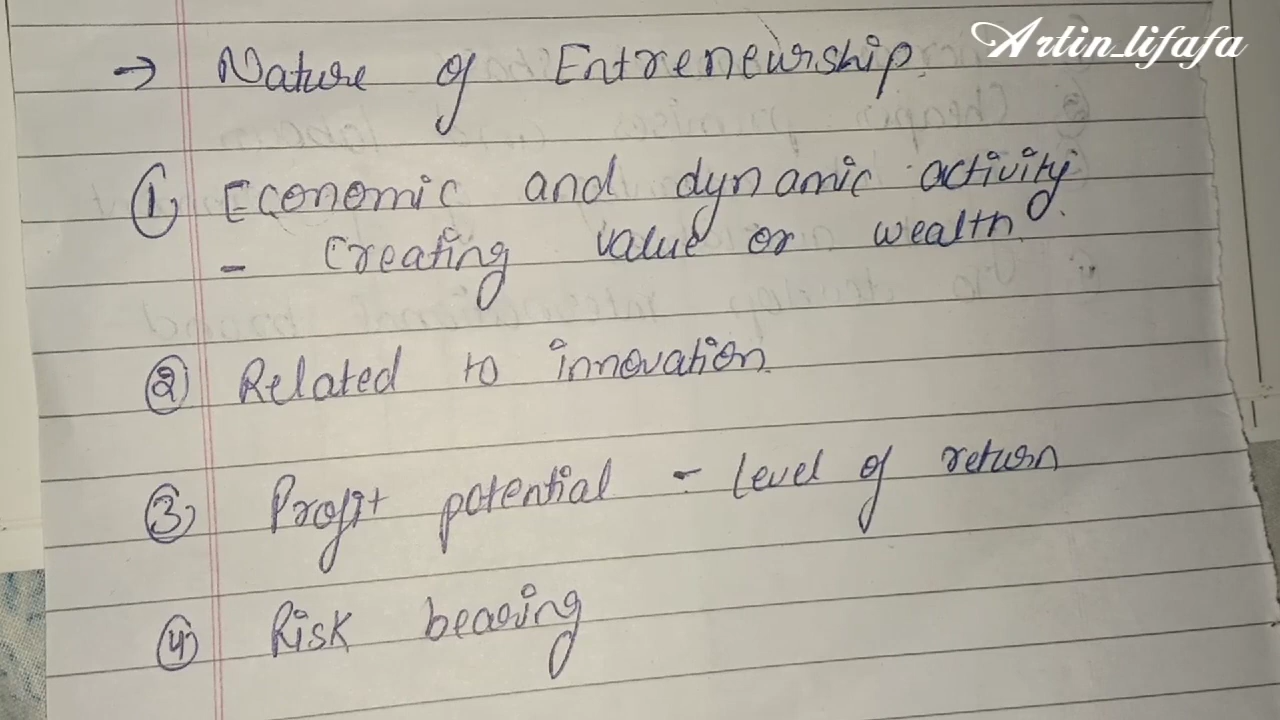 Artin_lifafa
→ Nature of Entreneurship.
① Economic and dynamic activity
- Creating value or wealth.
② Related to innovation.
③ Profit potential - level of return
④ Risk bearing